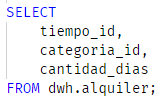 SELECT
    tiempo_id,
    categoria_id,
    cantidad_dias
FROM dwh.alquiler;